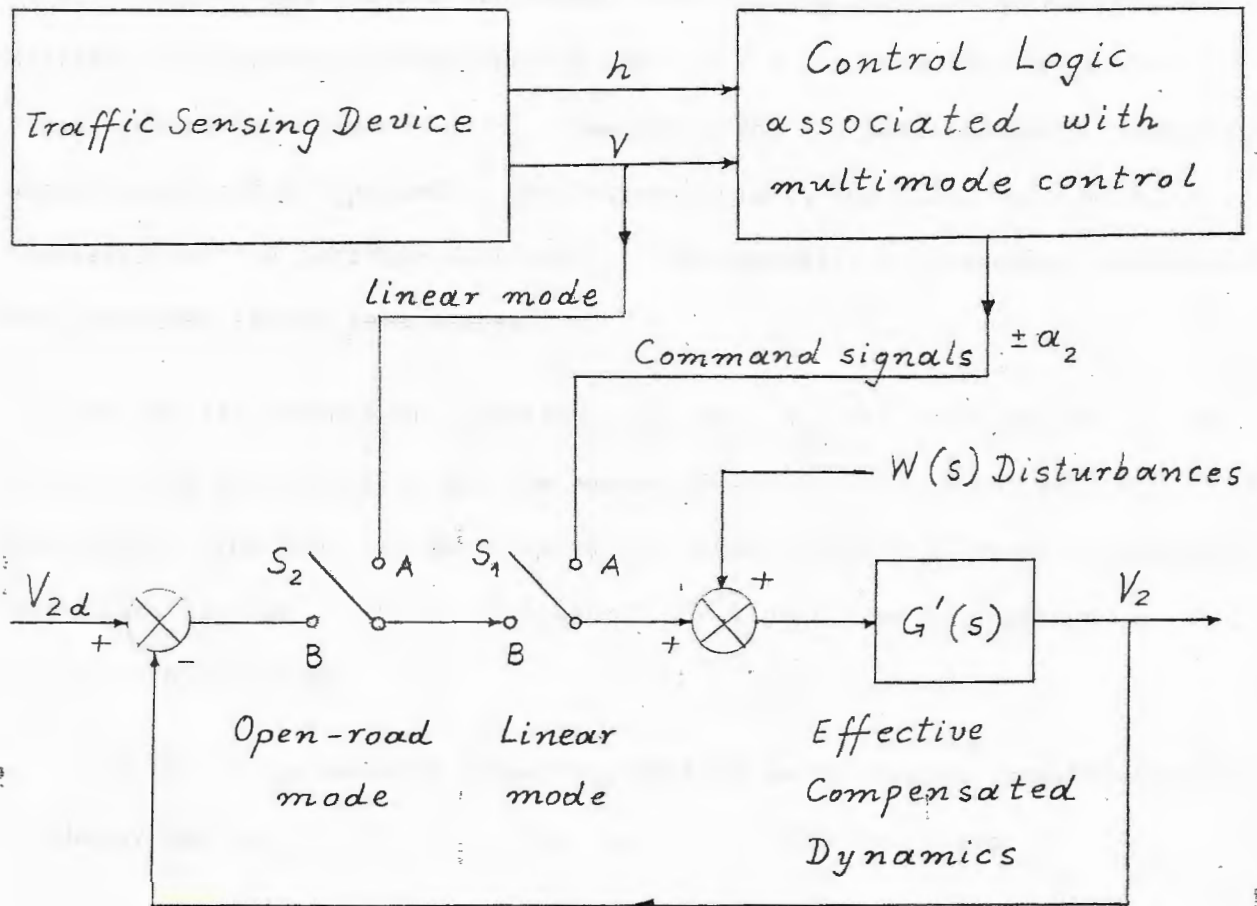 Traffic Sensing Device
h
V
Control Logic
associated with
multimode control
linear mode
Command signals
± a₂
W(s) Disturbances
V₂d
+
-
S₂
A
B
S₁
A
B
+
+
G'(s)
V₂
Open-road
mode
Linear
mode
Effective
Compensated
Dynamics